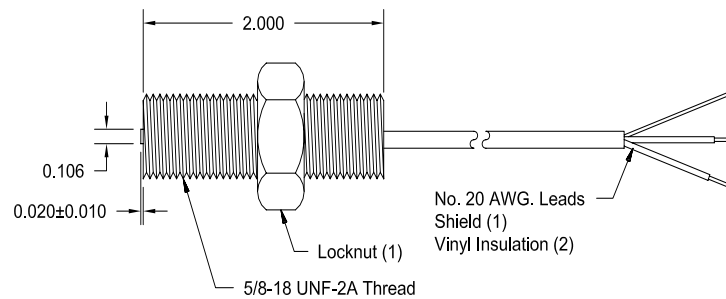 2.000
0.106
0.020±0.010
No. 20 AWG. Leads
Shield (1)
Vinyl Insulation (2)
Locknut (1)
5/8-18 UNF-2A Thread